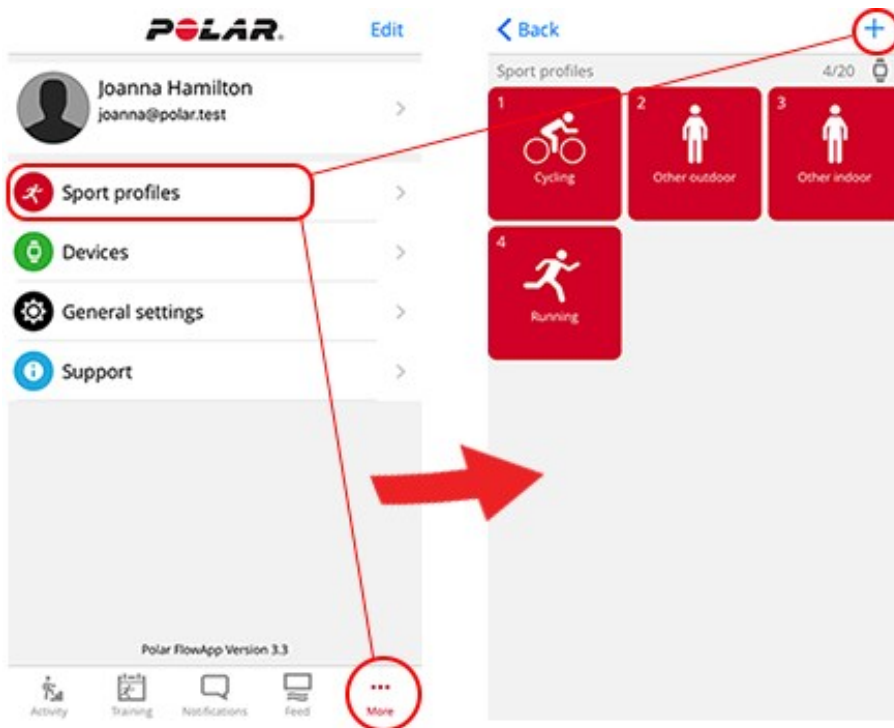 POLAR.
Edit
Joanna Hamilton
joanna@polar.test
Sport profiles
Devices
General settings
Support
Polar FlowApp Version 3.3
Activity
Training
Notifications
Feed
More
Back
+
Sport profiles
4/20
1
Cycling
2
Other outdoor
3
Other indoor
4
Running